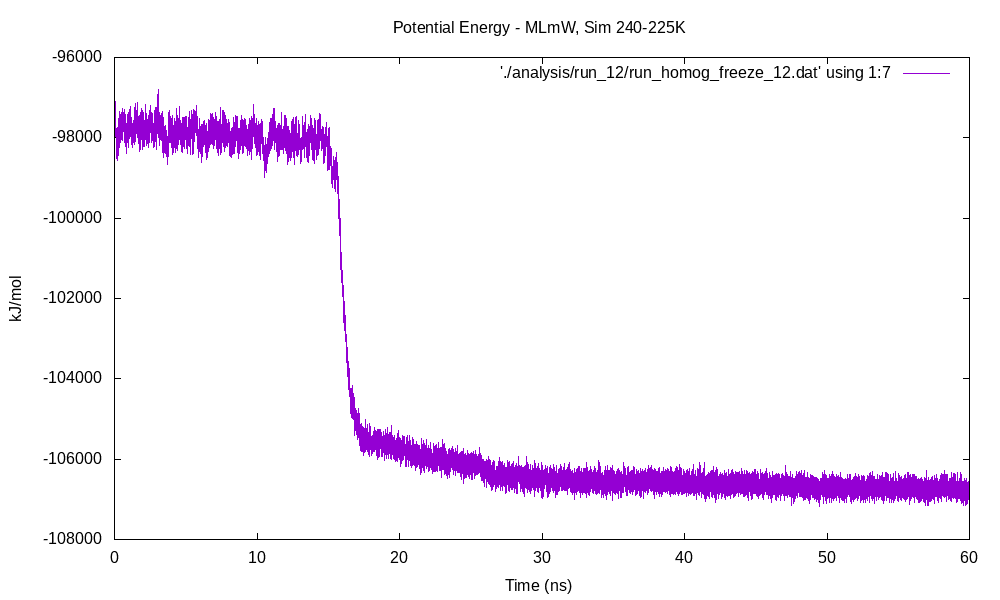 Potential Energy - MLmW, Sim 240-225K
'./analysis/run_12/run_homog_freeze_12.dat' using 1:7
-96000
-98000
-100000
-102000
-104000
-106000
-108000
kJ/mol
0 10 20 30 40 50 60
Time (ns)